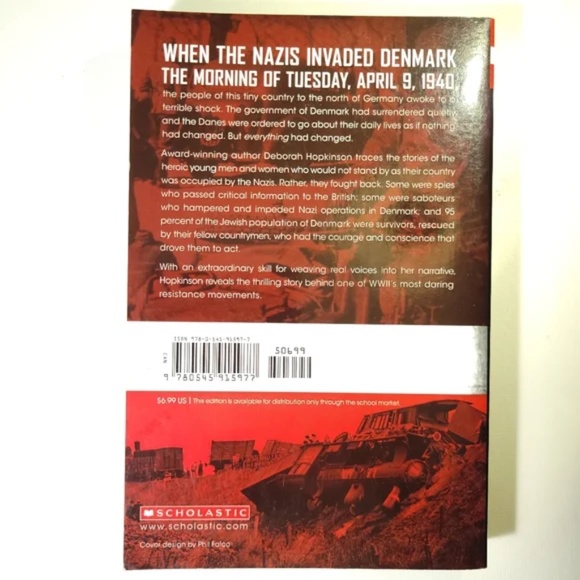 WHEN THE NAZIS INVADED DENMARK
THE MORNING OF TUESDAY, APRIL 9, 1940,
the people of this tiny country to the north of Germany awoke to a
terrible shock. The government of Denmark had surrendered quietly,
and the Danes were ordered to go about their daily lives as if nothing
had changed. But everything had changed.
Award-winning author Deborah Hopkinson traces the stories of the
heroic young men and women who would not stand by as their country
was occupied by the Nazis. Rather, they fought back. Some were spies
who passed critical information to the British; some were saboteurs
who hampered and impeded Nazi operations in Denmark; and 95
percent of the Jewish population of Denmark were survivors, rescued
by their fellow countrymen, who had the courage and conscience that
drove them to act.
With an extraordinary skill for weaving real voices into her narrative,
Hopkinson reveals the thrilling story behind one of WWII's most daring
resistance movements.
ISBN 978-0-545-91597-7
50699
EAN
9 780545 915977
$6.99 US | This edition is available for distribution only through the school market.
SCHOLASTIC
www.scholastic.com
Cover design by Phil Falco